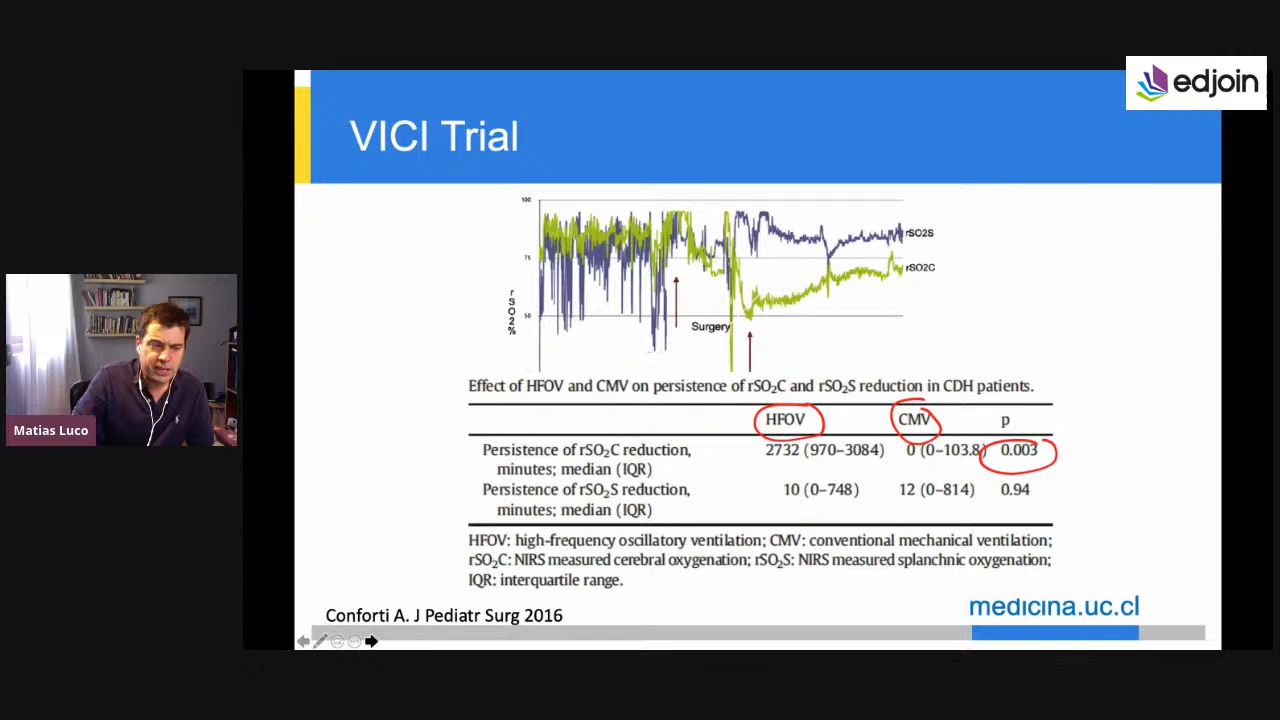 edjoin
VICI Trial
100
75
50
rSO2%
rSO2S
rSO2C
Surgery
Effect of HFOV and CMV on persistence of rSO₂C and rSO₂S reduction in CDH patients.
HFOV CMV p
Persistence of rSO₂C reduction, 2732 (970–3084) 0 (0–103.8) 0.003
minutes; median (IQR)
Persistence of rSO₂S reduction, 10 (0–748) 12 (0–814) 0.94
minutes; median (IQR)
HFOV: high-frequency oscillatory ventilation; CMV: conventional mechanical ventilation;
rSO₂C: NIRS measured cerebral oxygenation; rSO₂S: NIRS measured splanchnic oxygenation;
IQR: interquartile range.
Conforti A. J Pediatr Surg 2016
medicina.uc.cl
Matias Luco